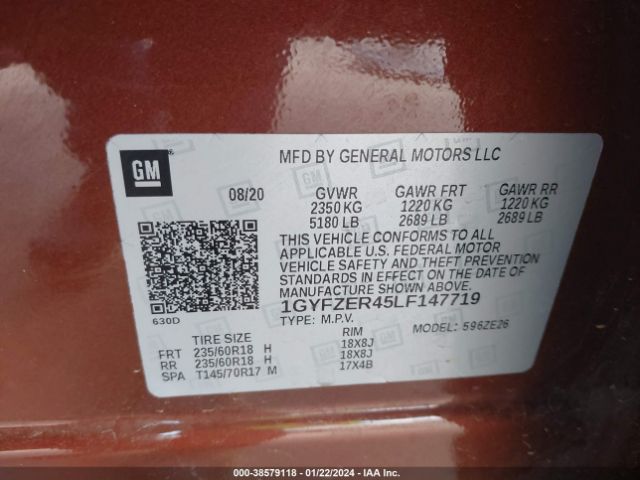 GM
®
MFD BY GENERAL MOTORS LLC
08/20 GVWR GAWR FRT GAWR RR
2350 KG 1220 KG 1220 KG
5180 LB 2689 LB 2689 LB
THIS VEHICLE CONFORMS TO ALL
APPLICABLE U.S. FEDERAL MOTOR
VEHICLE SAFETY AND THEFT PREVENTION
STANDARDS IN EFFECT ON THE DATE OF
MANUFACTURE SHOWN ABOVE.
1GYFZER45LF147719
630D
TYPE: M.P.V. MODEL: 596ZE26
TIRE SIZE RIM
FRT 235/60R18 H 18X8J
RR 235/60R18 H 18X8J
SPA T145/70R17 M 17X4B
000-38579118 - 01/22/2024 - IAA Inc.